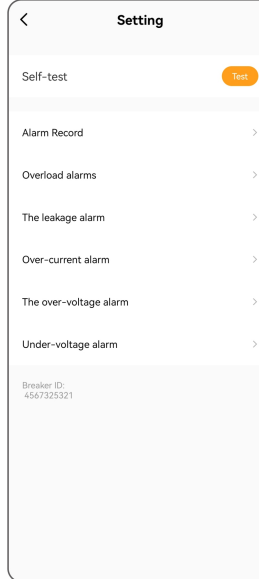 Setting
Self-test
Test
Alarm Record
Overload alarms
The leakage alarm
Over-current alarm
The over-voltage alarm
Under-voltage alarm
Breaker ID:
4567325321